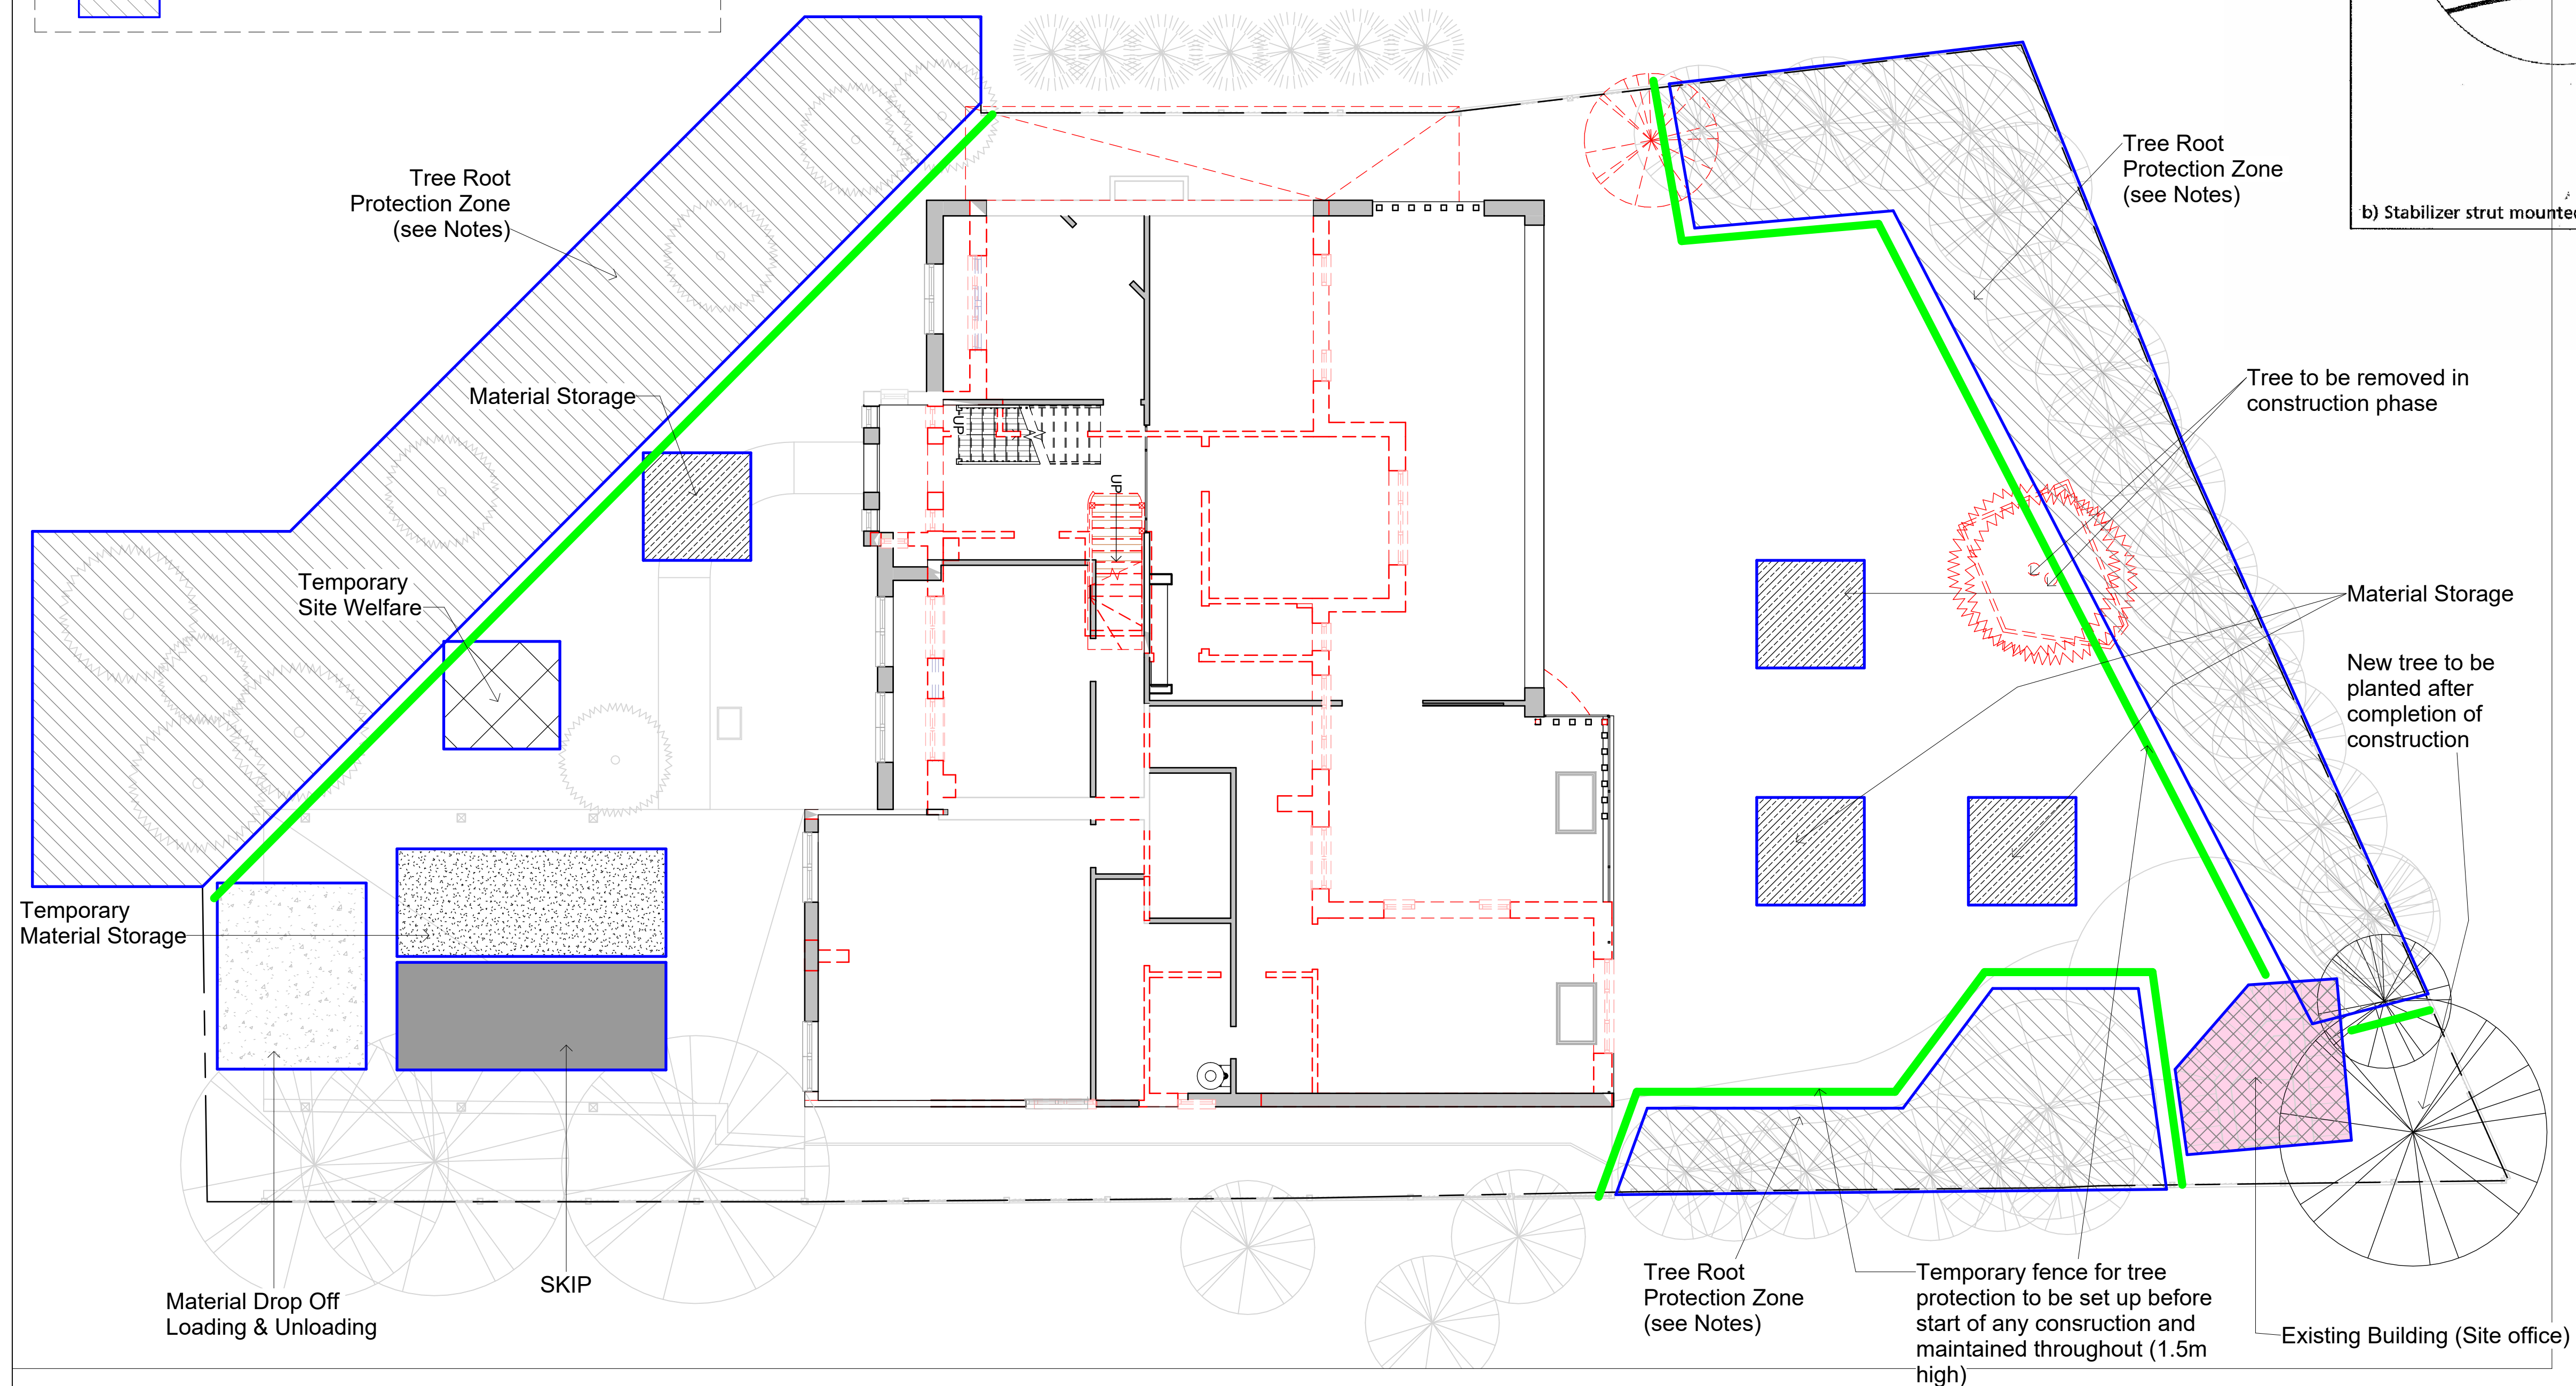 b) Stabilizer strut mounted
Tree Root
Protection Zone
(see Notes)
Tree Root
Protection Zone
(see Notes)
Material Storage
Tree to be removed in
construction phase
UP
UP
Temporary
Site Welfare
Material Storage
New tree to be
planted after
completion of
construction
Temporary
Material Storage
SKIP
Material Drop Off
Loading & Unloading
Tree Root
Protection Zone
(see Notes)
Temporary fence for tree
protection to be set up before
start of any consruction and
maintained throughout (1.5m
high)
Existing Building (Site office)